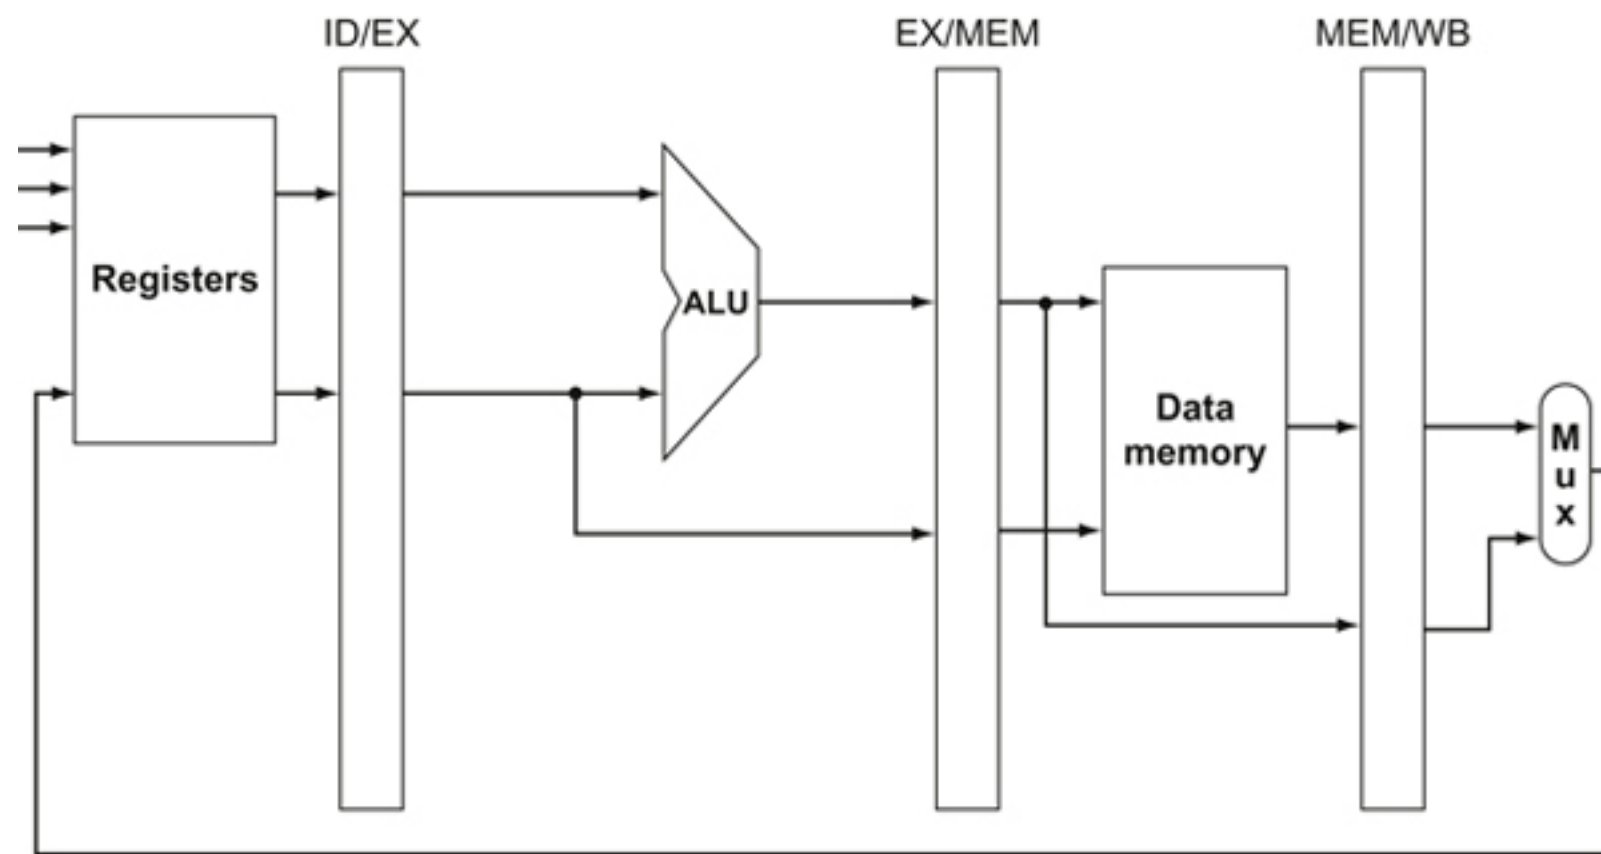 ID/EX
EX/MEM
MEM/WB
Registers
ALU
Data
memory
M
u
x